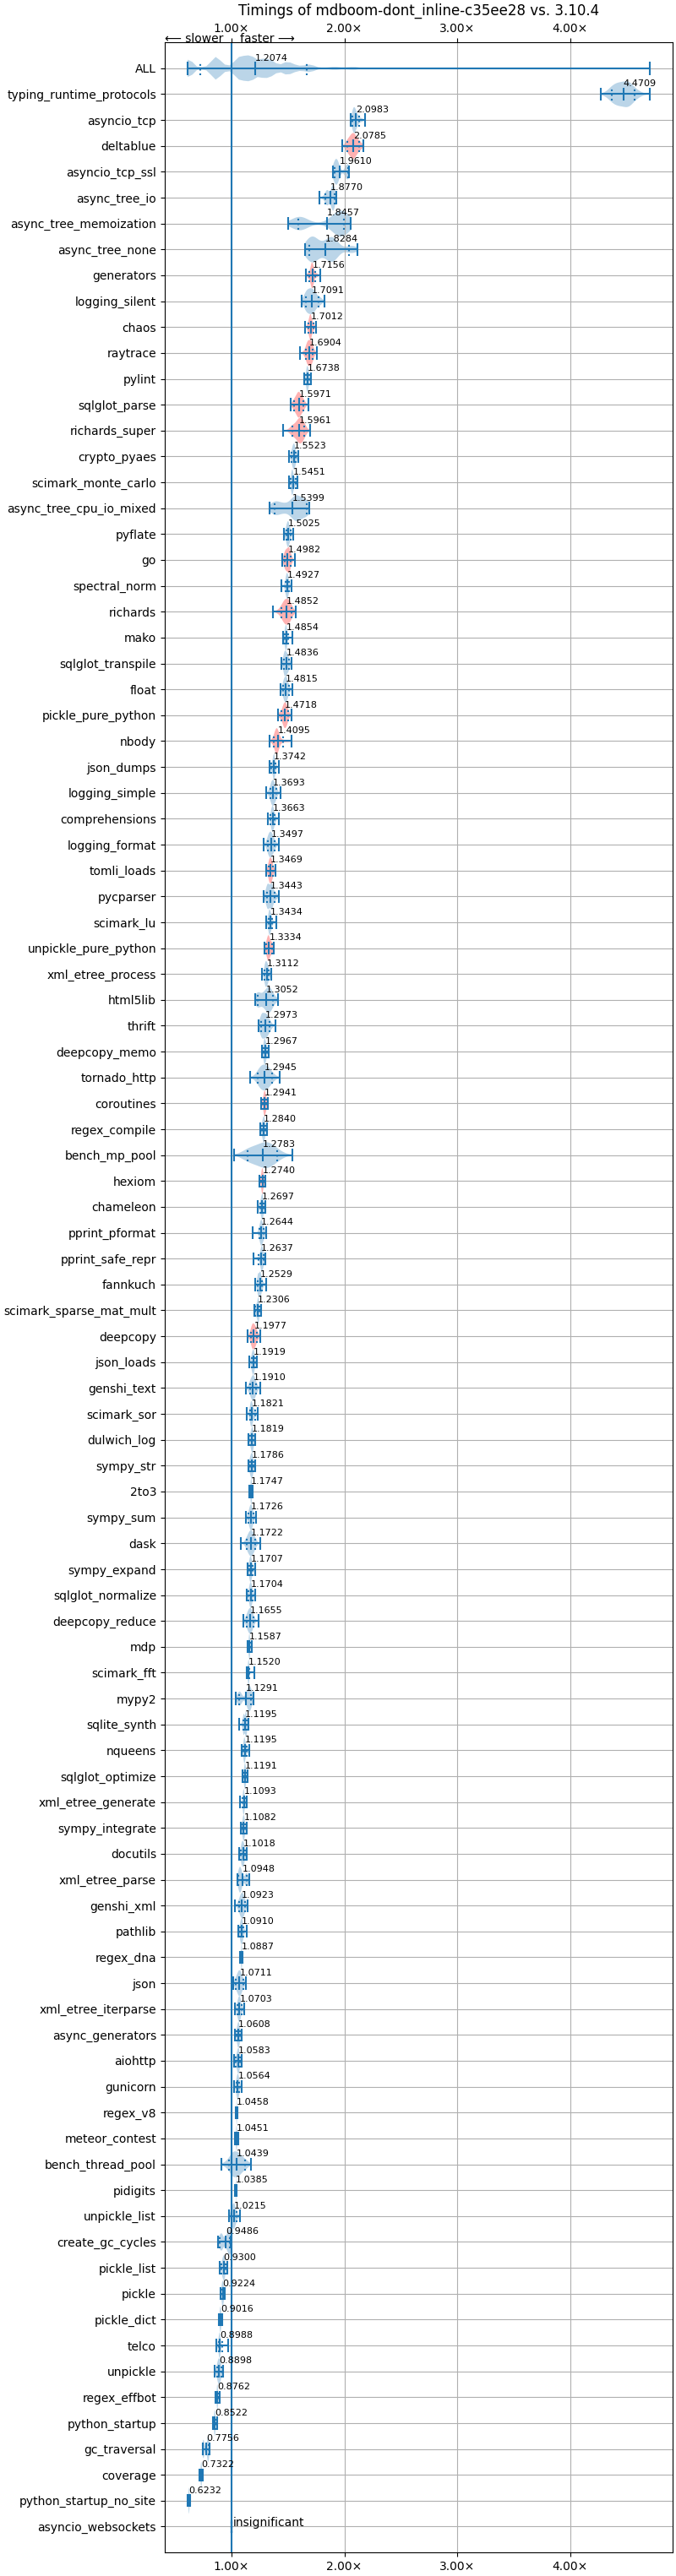 Timings of mdboom-dont_inline-c35ee28 vs. 3.10.4
1.00× 2.00× 3.00× 4.00×
⟵ slower faster ⟶
ALL 1.2074
typing_runtime_protocols 4.4709
asyncio_tcp 2.0983
deltablue 2.0785
asyncio_tcp_ssl 1.9610
async_tree_io 1.8770
async_tree_memoization 1.8457
async_tree_none 1.8284
generators 1.7156
logging_silent 1.7091
chaos 1.7012
raytrace 1.6904
pylint 1.6738
sqlglot_parse 1.5971
richards_super 1.5961
crypto_pyaes 1.5523
scimark_monte_carlo 1.5451
async_tree_cpu_io_mixed 1.5399
pyflate 1.5025
go 1.4982
spectral_norm 1.4927
richards 1.4852
mako 1.4854
sqlglot_transpile 1.4836
float 1.4815
pickle_pure_python 1.4718
nbody 1.4095
json_dumps 1.3742
logging_simple 1.3693
comprehensions 1.3663
logging_format 1.3497
tomli_loads 1.3469
pycparser 1.3443
scimark_lu 1.3434
unpickle_pure_python 1.3334
xml_etree_process 1.3112
html5lib 1.3052
thrift 1.2973
deepcopy_memo 1.2967
tornado_http 1.2945
coroutines 1.2941
regex_compile 1.2840
bench_mp_pool 1.2783
hexiom 1.2740
chameleon 1.2697
pprint_pformat 1.2644
pprint_safe_repr 1.2637
fannkuch 1.2529
scimark_sparse_mat_mult 1.2306
deepcopy 1.1977
json_loads 1.1919
genshi_text 1.1910
scimark_sor 1.1821
dulwich_log 1.1819
sympy_str 1.1786
2to3 1.1747
sympy_sum 1.1726
dask 1.1722
sympy_expand 1.1707
sqlglot_normalize 1.1704
deepcopy_reduce 1.1655
mdp 1.1587
scimark_fft 1.1520
mypy2 1.1291
sqlite_synth 1.1195
nqueens 1.1195
sqlglot_optimize 1.1191
xml_etree_generate 1.1093
sympy_integrate 1.1082
docutils 1.1018
xml_etree_parse 1.0948
genshi_xml 1.0923
pathlib 1.0910
regex_dna 1.0887
json 1.0711
xml_etree_iterparse 1.0703
async_generators 1.0608
aiohttp 1.0583
gunicorn 1.0564
regex_v8 1.0458
meteor_contest 1.0451
bench_thread_pool 1.0439
pidigits 1.0385
unpickle_list 1.0215
create_gc_cycles 0.9486
pickle_list 0.9300
pickle 0.9224
pickle_dict 0.9016
telco 0.8988
unpickle 0.8898
regex_effbot 0.8762
python_startup 0.8522
gc_traversal 0.7756
coverage 0.7322
python_startup_no_site 0.6232
asyncio_websockets insignificant
1.00× 2.00× 3.00× 4.00×